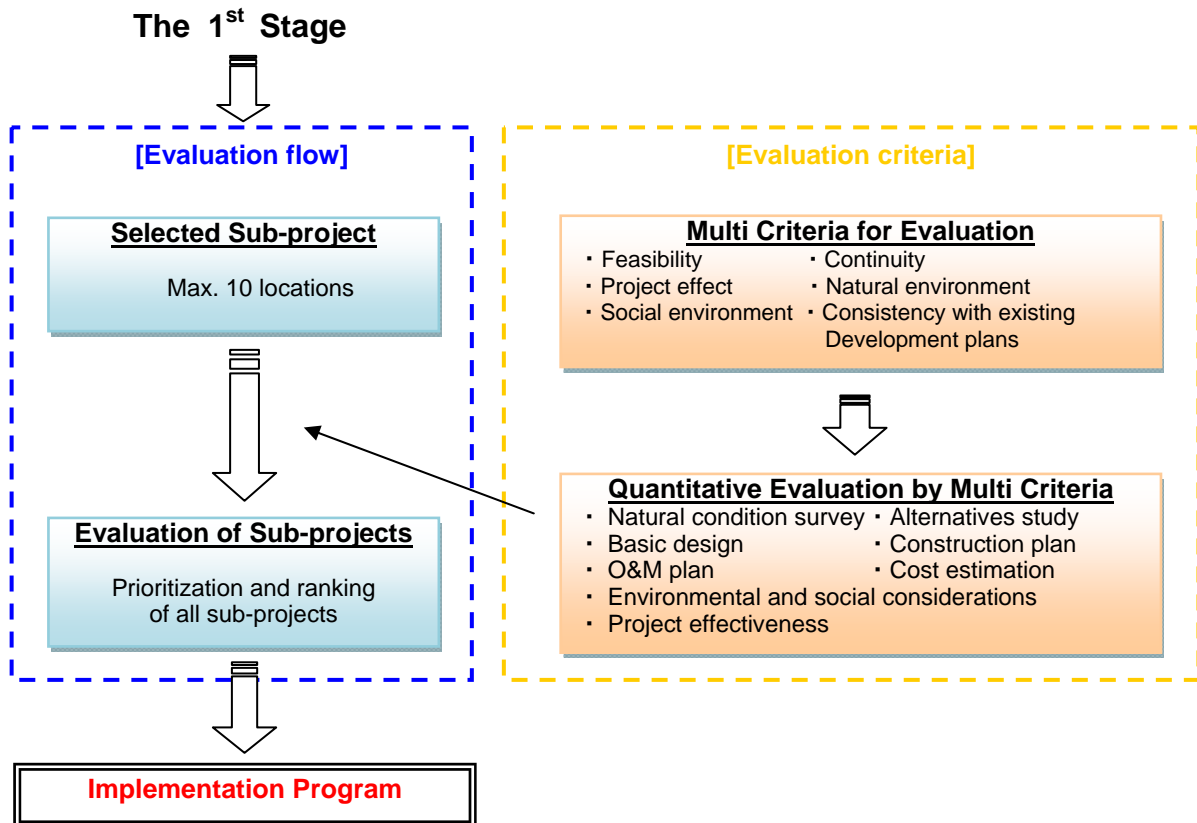 The 1st Stage
[Evaluation flow]
Selected Sub-project
Max. 10 locations
Evaluation of Sub-projects
Prioritization and ranking
of all sub-projects
Implementation Program
[Evaluation criteria]
Multi Criteria for Evaluation
・Feasibility ・Continuity
・Project effect ・Natural environment
・Social environment ・Consistency with existing
Development plans
Quantitative Evaluation by Multi Criteria
・Natural condition survey ・Alternatives study
・Basic design ・Construction plan
・O&M plan ・Cost estimation
・Environmental and social considerations
・Project effectiveness